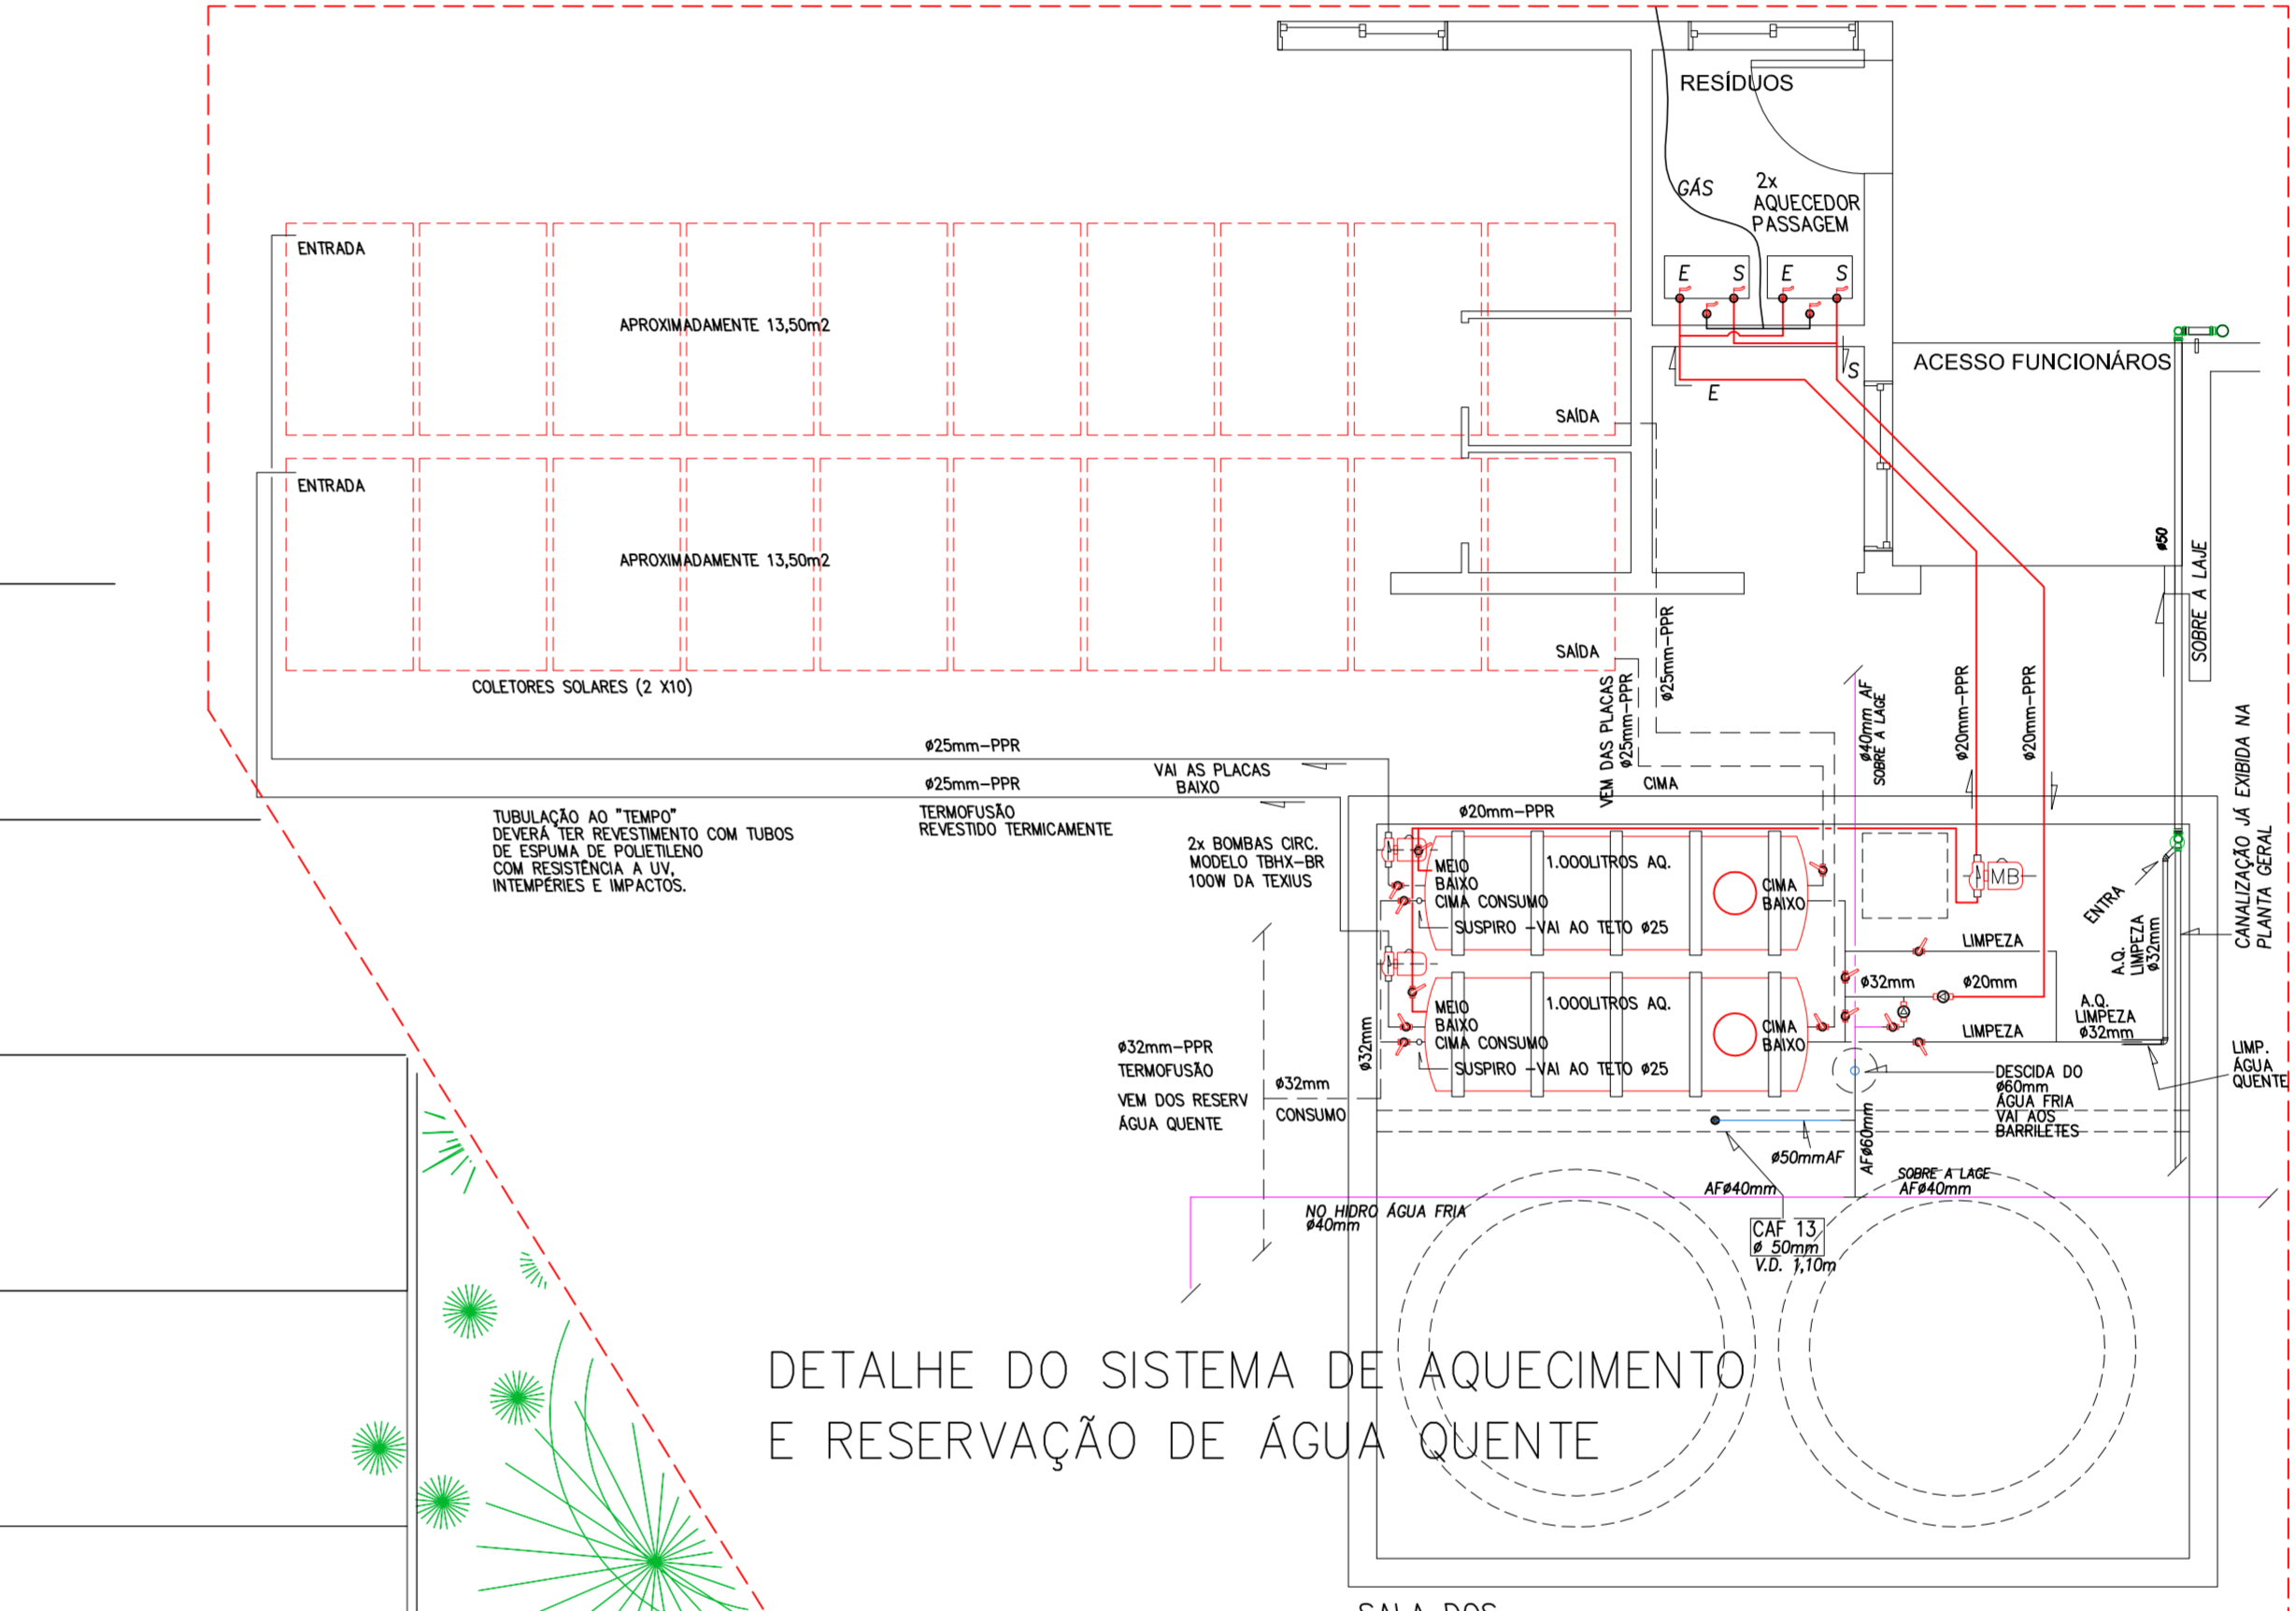 RESÍDUOS
GÁS
2x
AQUECEDOR
PASSAGEM
ENTRADA
E S E S
APROXIMADAMENTE 13,50m2
ACESSO FUNCIONÁROS
S
E
SAÍDA
ENTRADA
ø50
SOBRE A LAJE
APROXIMADAMENTE 13,50m2
SAÍDA
COLETORES SOLARES (2 X10)
VEM DAS PLACAS
ø25mm-PPR
ø25mm-PPR
ø40mm AF
SOBRE A LAGE
ø20mm-PPR
ø20mm-PPR
CANALIZAÇÃO JÁ EXIBIDA NA
PLANTA GERAL
ø25mm-PPR
VAI AS PLACAS
BAIXO
ø25mm-PPR
CIMA
TUBULAÇÃO AO "TEMPO"
DEVERÁ TER REVESTIMENTO COM TUBOS
DE ESPUMA DE POLIETILENO
COM RESISTÊNCIA A UV,
INTEMPÉRIES E IMPACTOS.
TERMOFUSÃO
REVESTIDO TERMICAMENTE
ø20mm-PPR
2x BOMBAS CIRC.
MODELO TBHX-BR
100W DA TEXIUS
MEIO
BAIXO
CIMA CONSUMO
1.000LITROS AQ.
CIMA
BAIXO
SUSPIRO -VAI AO TETO ø25
MB
ENTRA
A.Q.
LIMPEZA
ø32mm
LIMPEZA
ø32mm
ø20mm
MEIO
BAIXO
CIMA CONSUMO
1.000LITROS AQ.
CIMA
BAIXO
SUSPIRO -VAI AO TETO ø25
LIMPEZA
A.Q.
LIMPEZA
ø32mm
LIMP.
ÁGUA
QUENTE
ø32mm
ø32mm-PPR
TERMOFUSÃO
VEM DOS RESERV
ÁGUA QUENTE
ø32mm
CONSUMO
DESCIDA DO
ø60mm
ÁGUA FRIA
VAI AOS
BARRILETES
AFø60mm
ø50mmAF
AFø40mm
SOBRE A LAGE
AFø40mm
NO HIDRO ÁGUA FRIA
ø40mm
CAF 13
ø 50mm
V.D. 1,10m
DETALHE DO SISTEMA DE AQUECIMENTO
E RESERVAÇÃO DE ÁGUA QUENTE
SALA DOS